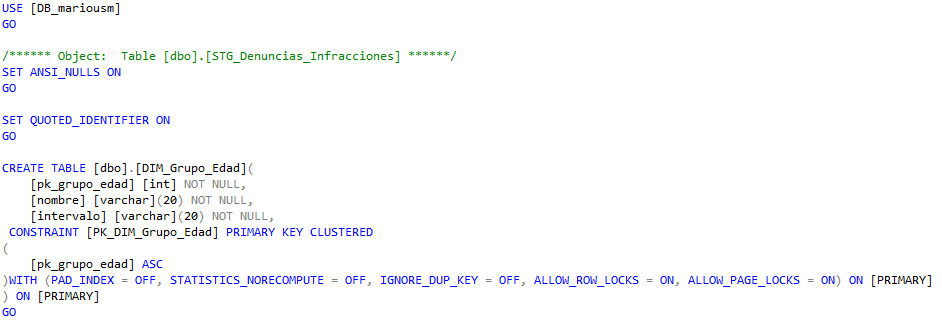 USE [DB_mariousm]
GO
/****** Object:  Table [dbo].[STG_Denuncias_Infracciones] ******/
SET ANSI_NULLS ON
GO
SET QUOTED_IDENTIFIER ON
GO
CREATE TABLE [dbo].[DIM_Grupo_Edad](
[pk_grupo_edad] [int] NOT NULL,
[nombre] [varchar](20) NOT NULL,
[intervalo] [varchar](20) NOT NULL,
CONSTRAINT [PK_DIM_Grupo_Edad] PRIMARY KEY CLUSTERED
(
[pk_grupo_edad] ASC
)WITH (PAD_INDEX = OFF, STATISTICS_NORECOMPUTE = OFF, IGNORE_DUP_KEY = OFF, ALLOW_ROW_LOCKS = ON, ALLOW_PAGE_LOCKS = ON) ON [PRIMARY]
) ON [PRIMARY]
GO